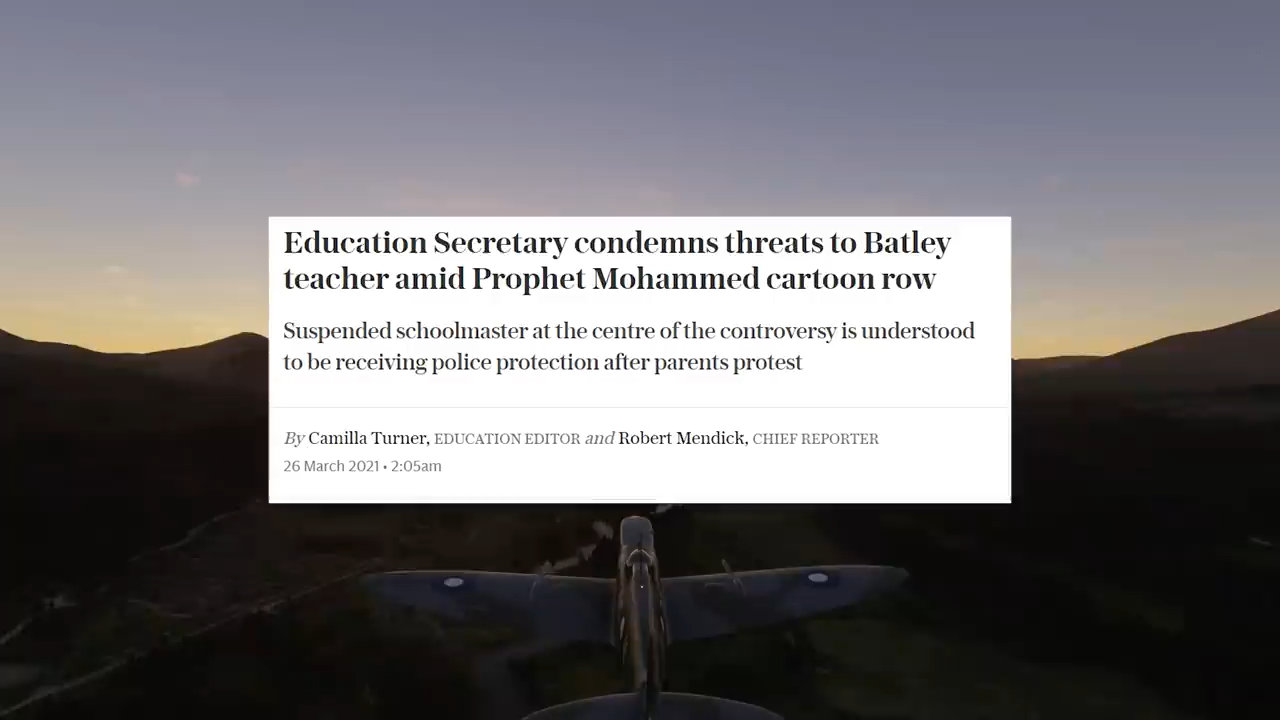 Education Secretary condemns threats to Batley
teacher amid Prophet Mohammed cartoon row
Suspended schoolmaster at the centre of the controversy is understood
to be receiving police protection after parents protest
By Camilla Turner, EDUCATION EDITOR and Robert Mendick, CHIEF REPORTER
26 March 2021 • 2:05am